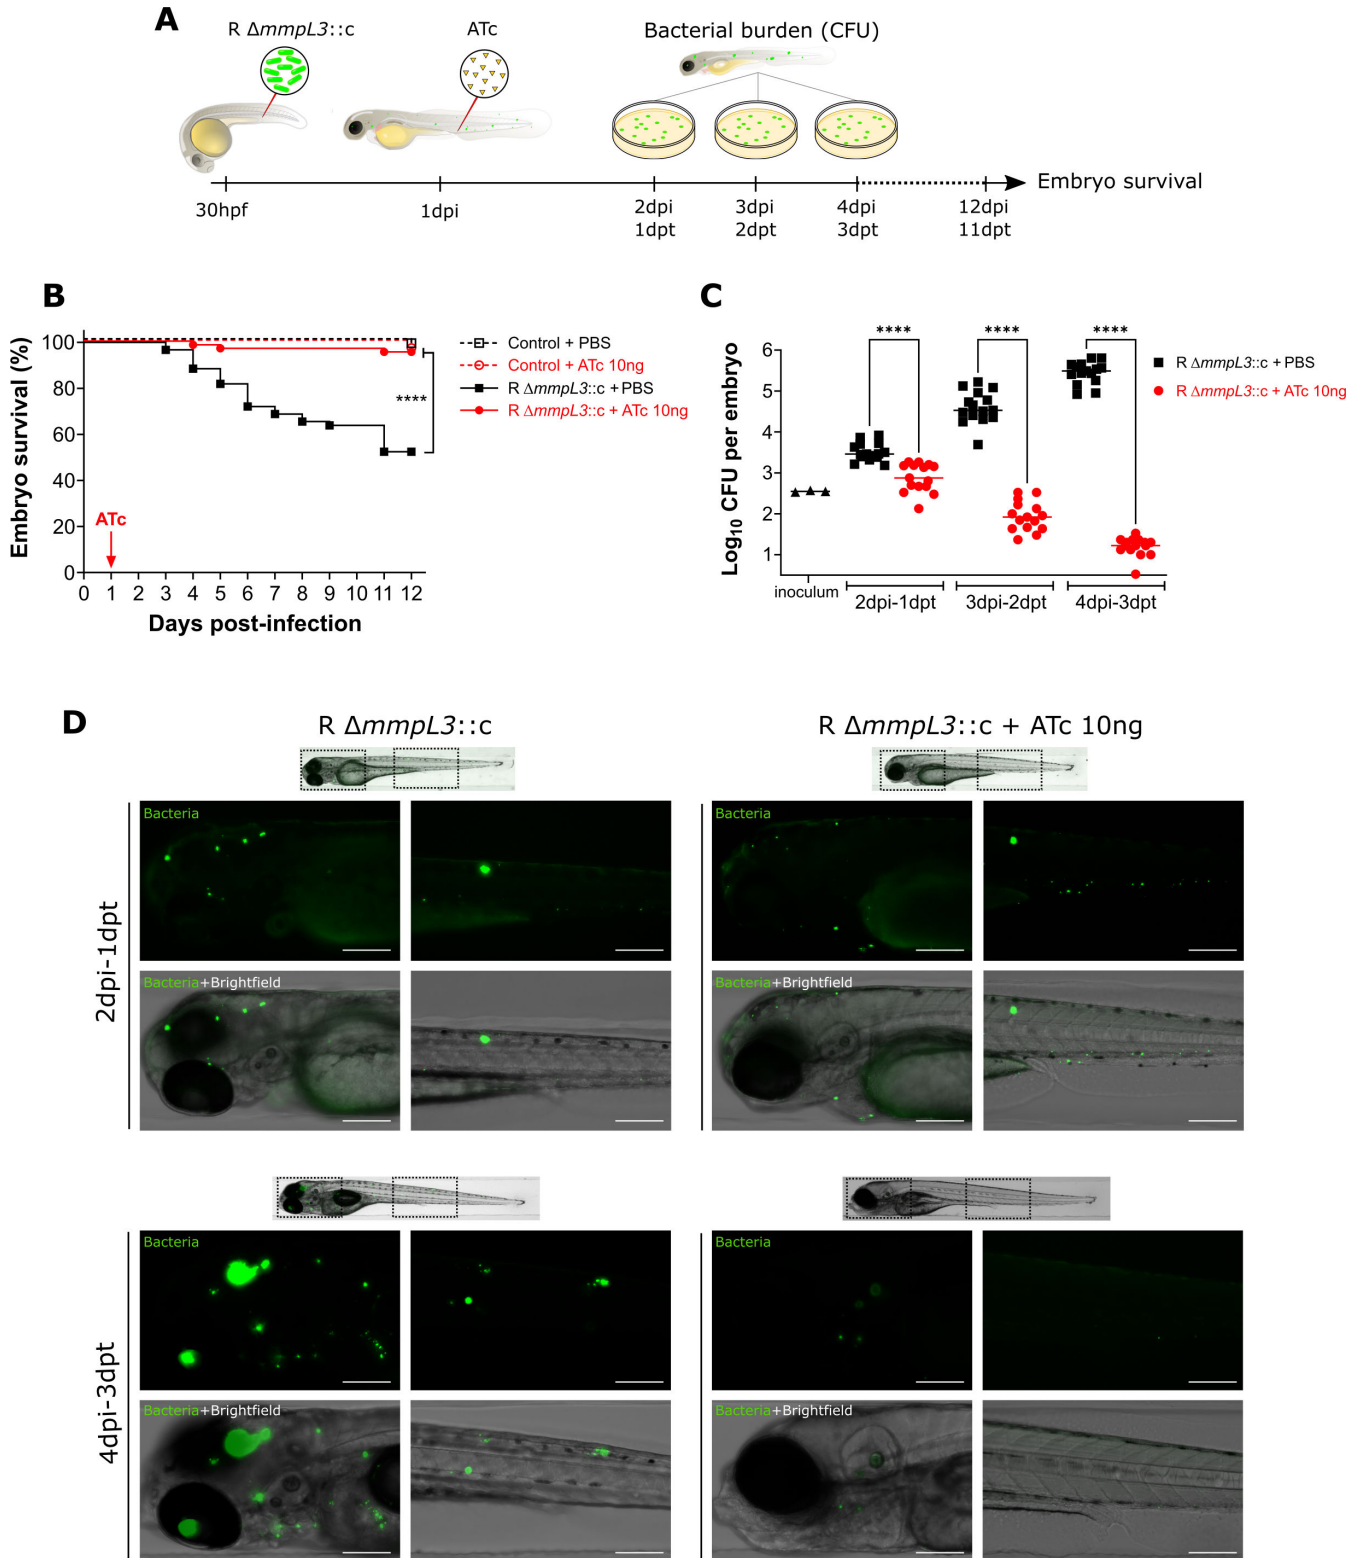 A
R ΔmmpL3::c
ATc
Bacterial burden (CFU)
30hpf
1dpi
2dpi
1dpt
3dpi
2dpt
4dpi
3dpt
12dpi
11dpt
Embryo survival
B
Embryo survival (%)
100
80
60
40
20
0
ATc
****
0 1 2 3 4 5 6 7 8 9 10 11 12
Days post-infection
Control + PBS
Control + ATc 10ng
R ΔmmpL3::c + PBS
R ΔmmpL3::c + ATc 10ng
C
Log10 CFU per embryo
6
5
4
3
2
1
**** **** ****
inoculum
2dpi-1dpt
3dpi-2dpt
4dpi-3dpt
R ΔmmpL3::c + PBS
R ΔmmpL3::c + ATc 10ng
D
R ΔmmpL3::c
R ΔmmpL3::c + ATc 10ng
2dpi-1dpt
Bacteria
Bacteria
Bacteria+Brightfield
Bacteria+Brightfield
4dpi-3dpt
Bacteria
Bacteria
Bacteria+Brightfield
Bacteria+Brightfield